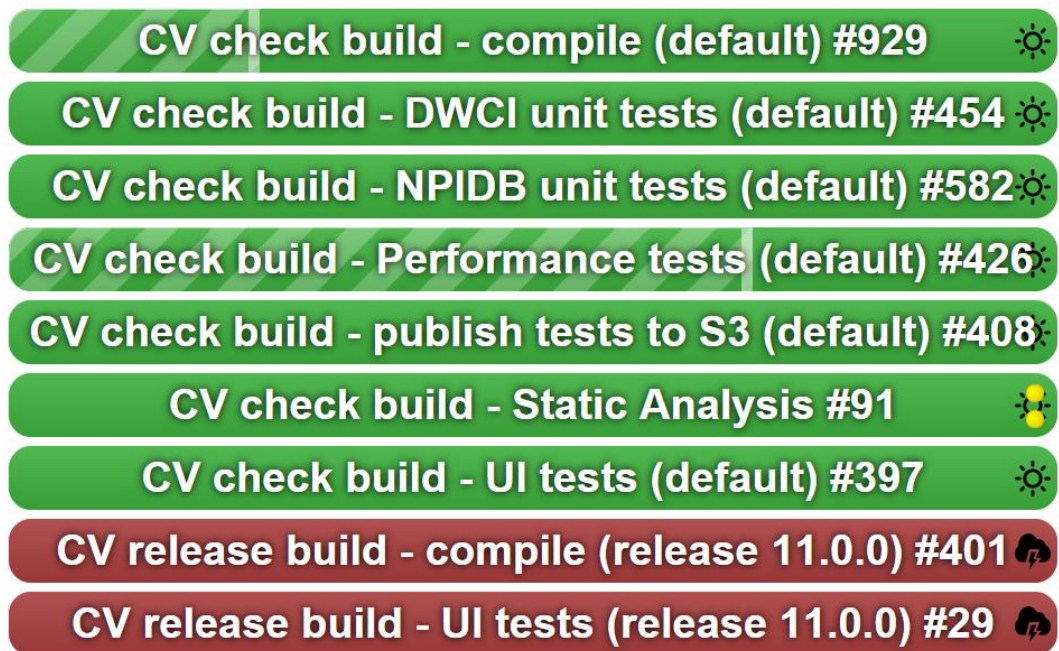 CV check build - compile (default) #929
CV check build - DWCI unit tests (default) #454
CV check build - NPIDB unit tests (default) #582
CV check build - Performance tests (default) #426
CV check build - publish tests to S3 (default) #408
CV check build - Static Analysis #91
CV check build - UI tests (default) #397
CV release build - compile (release 11.0.0) #401
CV release build - UI tests (release 11.0.0) #29